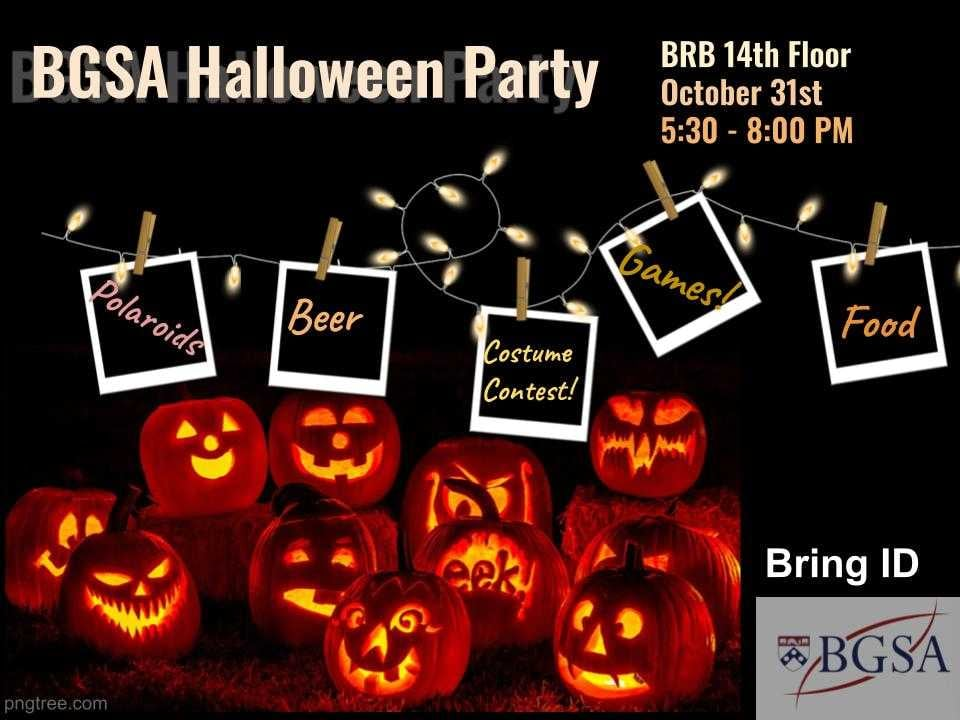 BGSA Halloween Party
BRB 14th Floor
October 31st
5:30 - 8:00 PM
Polaroids
Beer
Costume
Contest!
Games!
Food
eek!
Bring ID
BGSA
pngtree.com